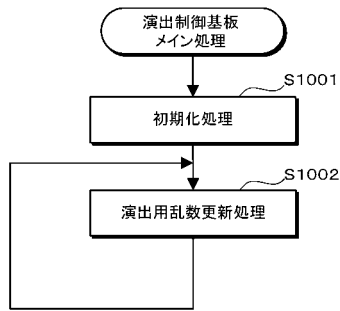 演出制御基板
メイン処理
S1001
初期化処理
S1002
演出用乱数更新処理